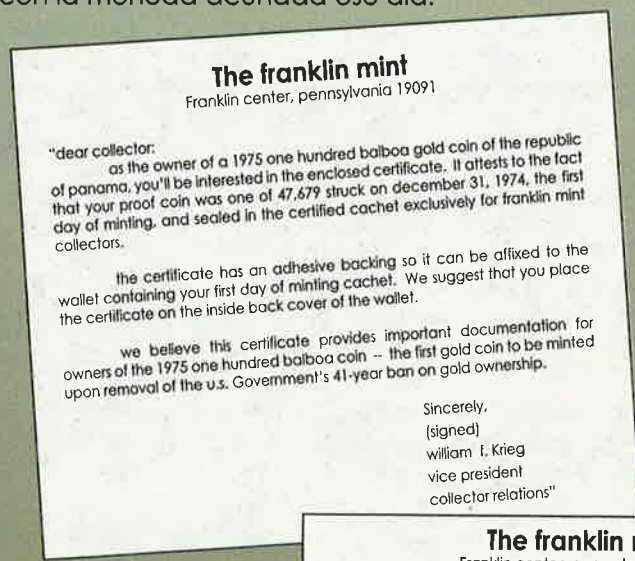 con la moneda acuñada ese día.
The franklin mint
Franklin center, pennsylvania 19091
"dear collector:
as the owner of a 1975 one hundred balboa gold coin of the republic
of panama, you'll be interested in the enclosed certificate. It attests to the fact
that your proof coin was one of 47,679 struck on december 31, 1974, the first
day of minting, and sealed in the certified cachet exclusively for franklin mint
collectors.
the certificate has an adhesive backing so it can be affixed to the
wallet containing your first day of minting cachet. We suggest that you place
the certificate on the inside back cover of the wallet.
we believe this certificate provides important documentation for
owners of the 1975 one hundred balboa coin -- the first gold coin to be minted
upon removal of the u.s. Government's 41-year ban on gold ownership.
Sincerely,
(signed)
william f. Krieg
vice president
collector relations"
The franklin